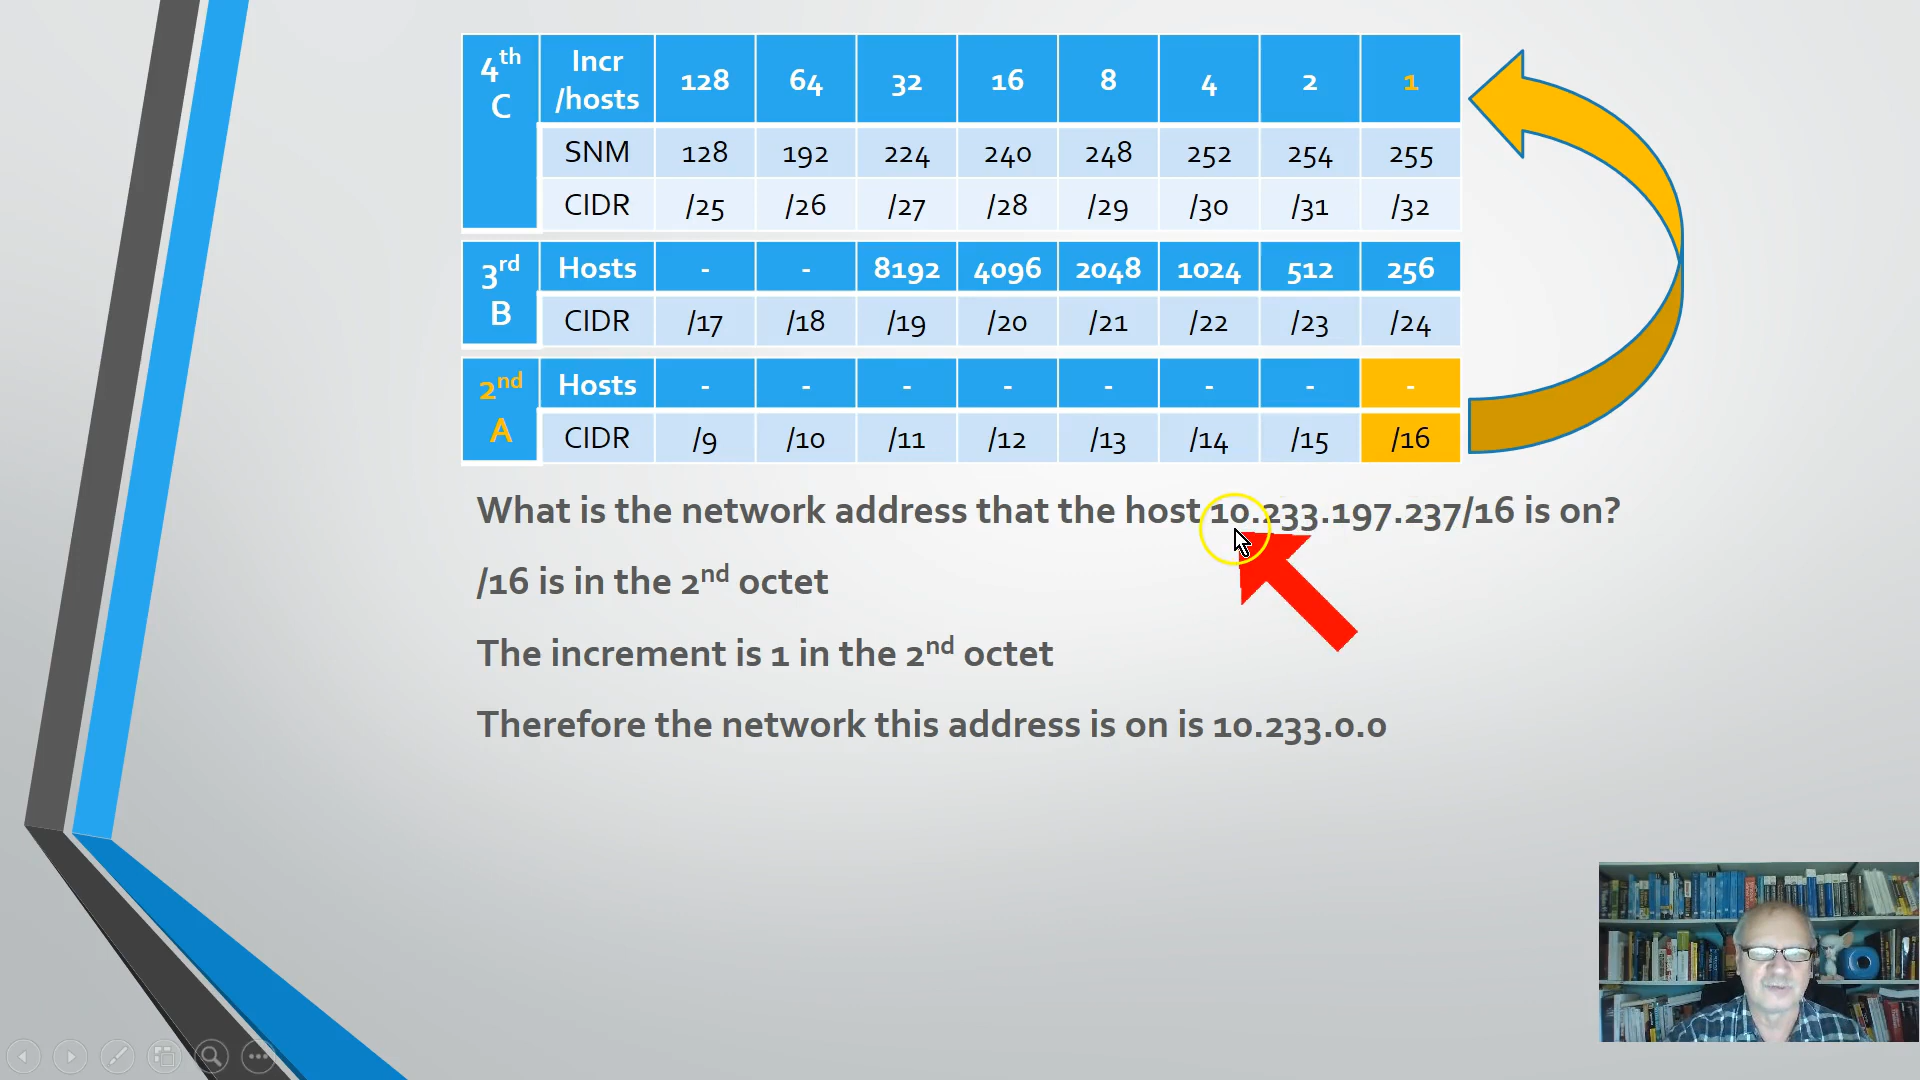 4th C Incr /hosts 128 64 32 16 8 4 2 1
SNM 128 192 224 240 248 252 254 255
CIDR /25 /26 /27 /28 /29 /30 /31 /32
3rd B Hosts - - 8192 4096 2048 1024 512 256
CIDR /17 /18 /19 /20 /21 /22 /23 /24
2nd A Hosts - - - - - - - -
CIDR /9 /10 /11 /12 /13 /14 /15 /16
What is the network address that the host 10.233.197.237/16 is on?
/16 is in the 2nd octet
The increment is 1 in the 2nd octet
Therefore the network this address is on is 10.233.0.0